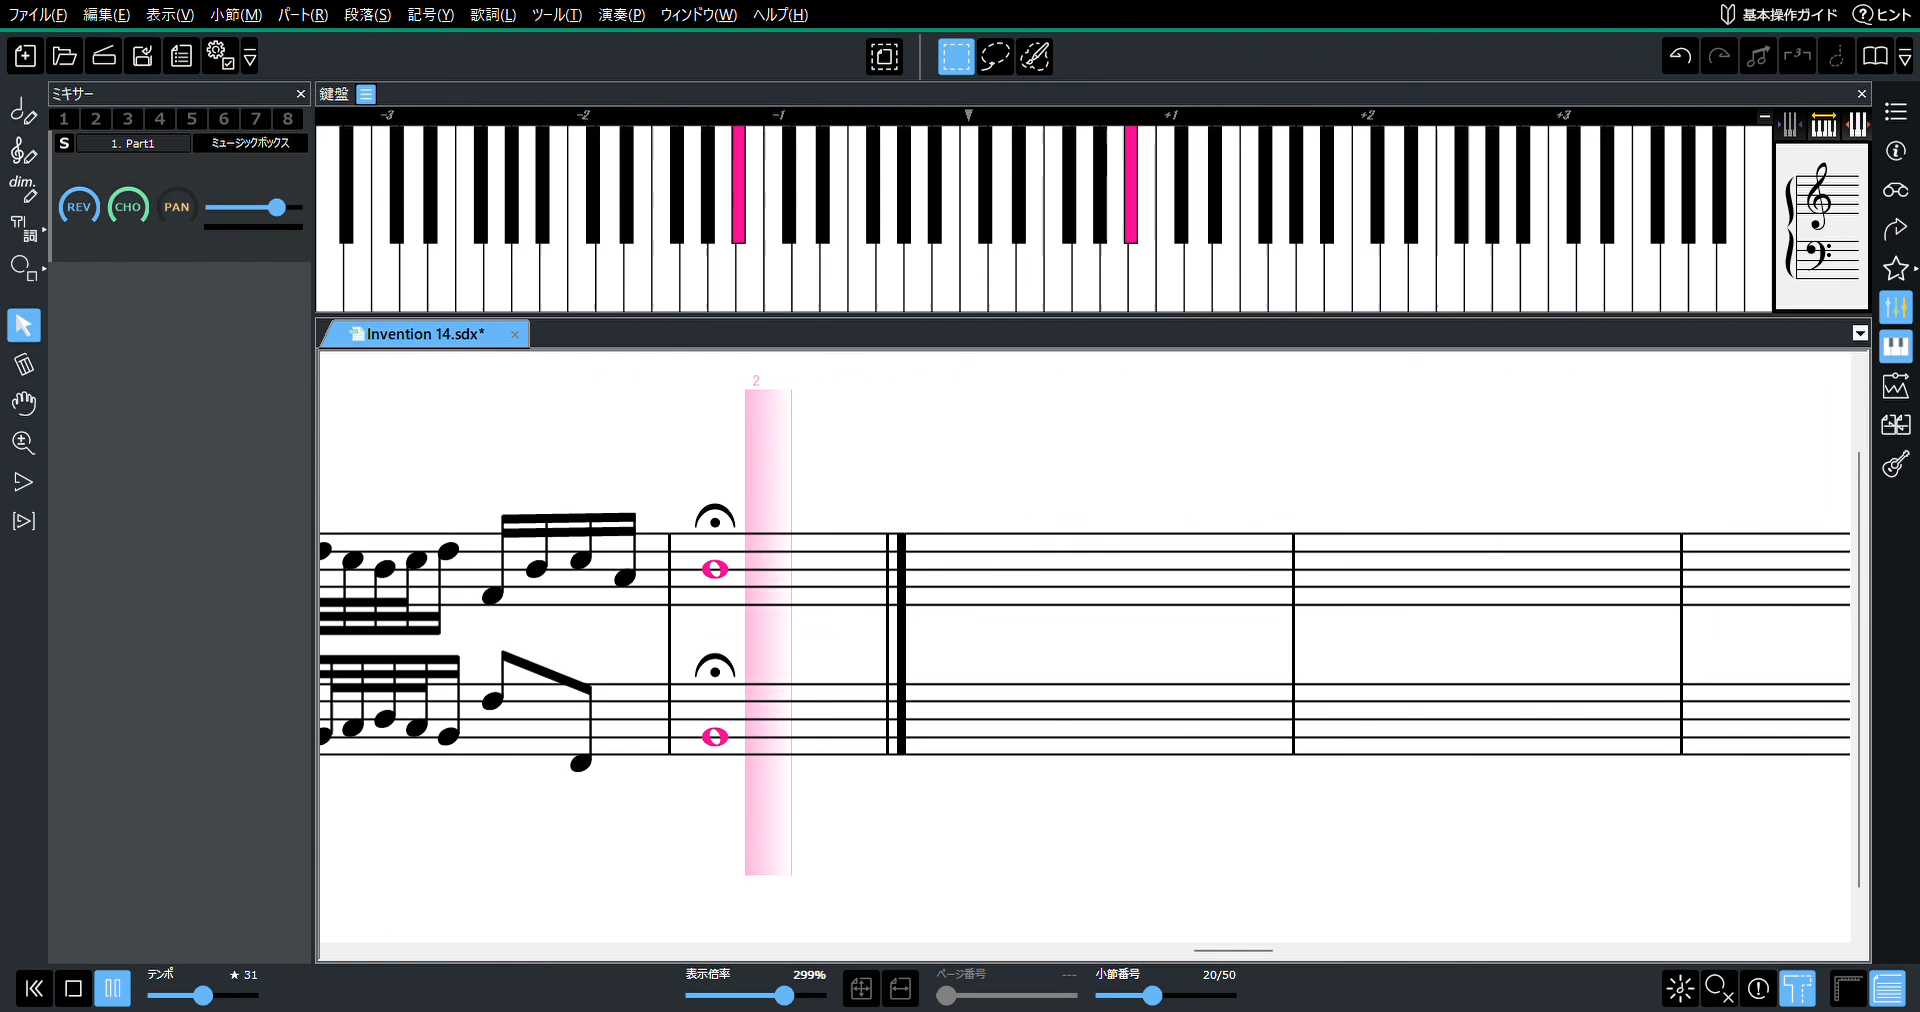 ファイル(F) 編集(E) 表示(V) 小節(M) パート(R) 段落(S) 記号(Y) 歌詞(L) ツール(T) 演奏(P) ウィンドウ(W) ヘルプ(H) 基本操作ガイド ヒント
ミキサー
鍵盤
1 2 3 4 5 6 7 8
-3 -2 -1 +1 +2 +3
S 1. Part1 ミュージックボックス
dim.
REV CHO PAN
詞
Invention 14.sdx*
2
テンポ ★ 31
表示倍率 299%
ページ番号 ---
小節番号 20/50